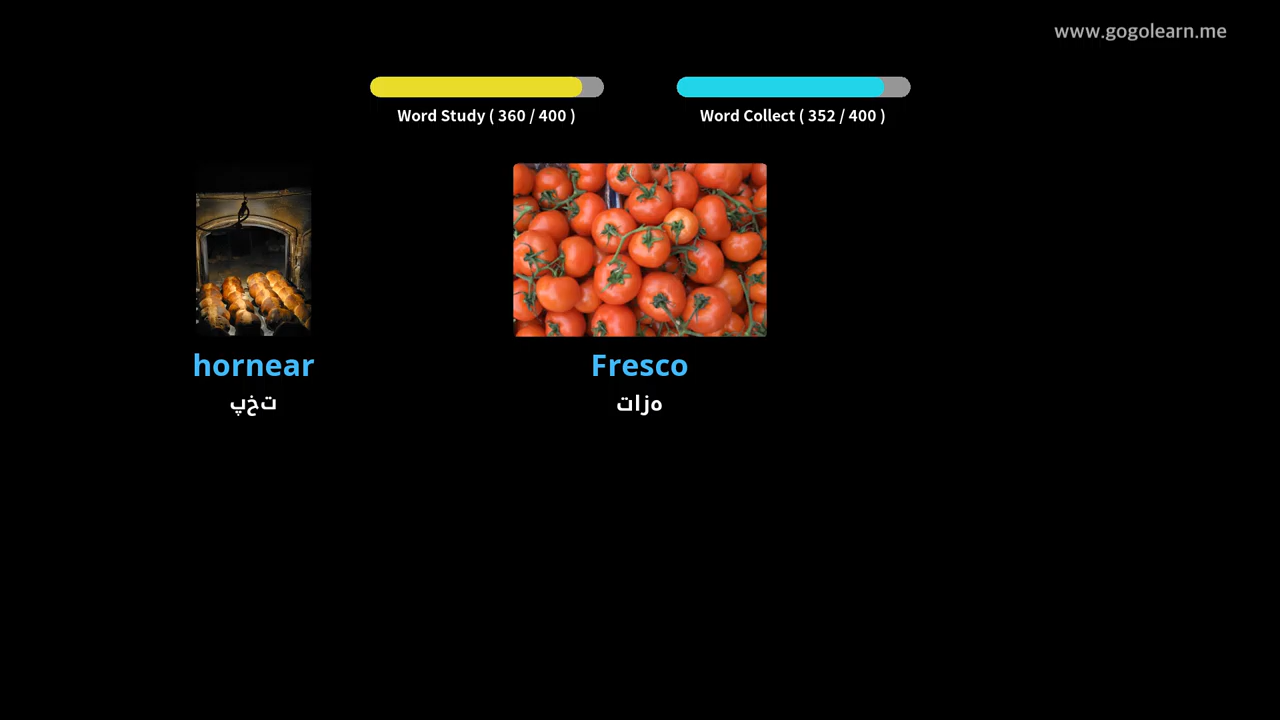 www.gogolearn.me
Word Study ( 360 / 400 )
Word Collect ( 352 / 400 )
hornear
تخپ
Fresco
هزات